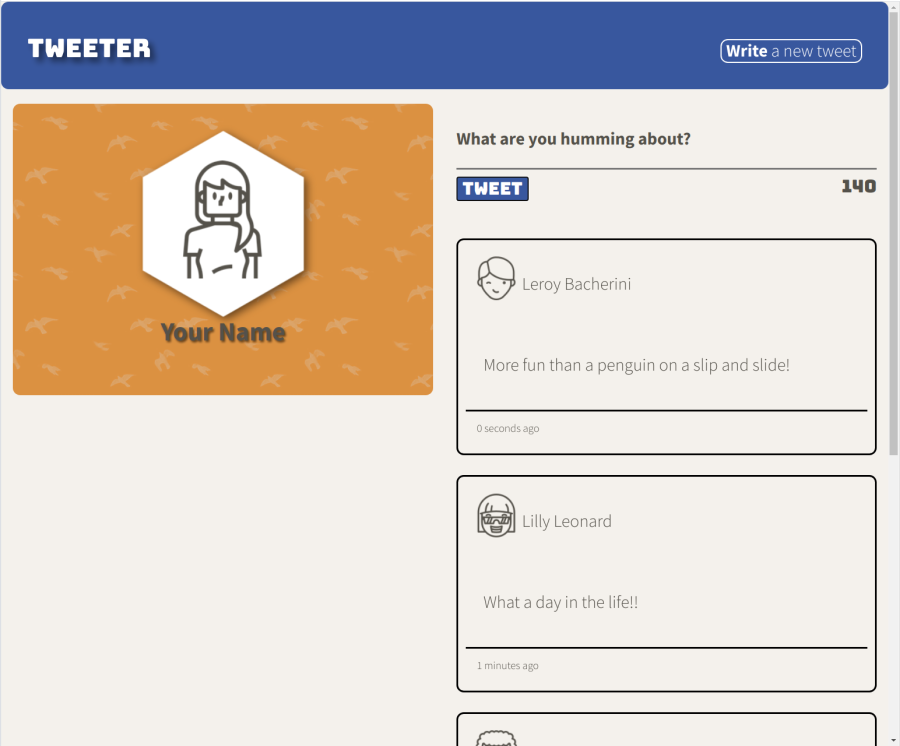 TWEETER
Write a new tweet
Your Name
What are you humming about?
TWEET
140
Leroy Bacherini
More fun than a penguin on a slip and slide!
0 seconds ago
Lilly Leonard
What a day in the life!!
1 minutes ago